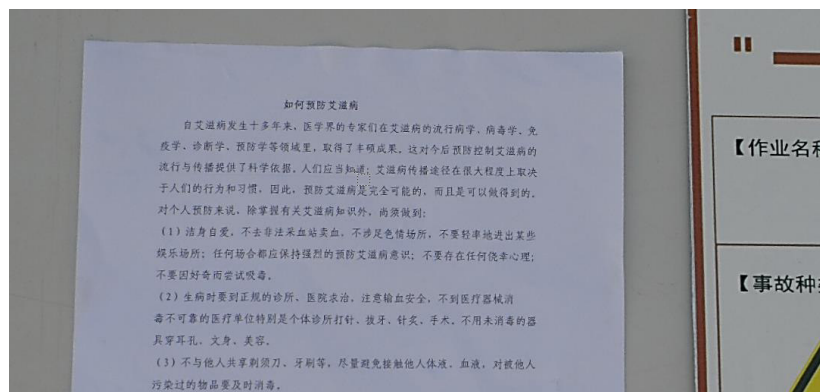 如何预防艾滋病
自艾滋病发生十多年来，医学界的专家们在艾滋病的流行病学，病毒学、免
疫学、诊断学、预防学等领域里，取得了丰硕成果。这对今后预防控制艾滋病的
流行与传播提供了科学依据。人们应当知道：艾滋病传播途径在很大程度上取决
于人们的行为和习惯，因此，预防艾滋病是完全可能的，而且是可以做得到的。
对个人预防来说，除掌握有关艾滋病知识外，尚须做到：
（1）洁身自爱，不去非法采血站卖血，不涉足色情场所，不要轻率地进出某些
娱乐场所；任何场合都应保持强烈的预防艾滋病意识；不要存在任何侥幸心理；
不要因好奇而尝试吸毒。
（2）生病时要到正规的诊所、医院求治，注意输血安全，不到医疗器械消
毒不可靠的医疗单位特别是个体诊所打针、拔牙、针炙、手术。不用未消毒的器
具穿耳孔、文身、美容。
（3）不与他人共享剃须刀、牙刷等，尽量避免接触他人体液、血液，对被他人
污染过的物品要及时消毒。
【作业名称
【事故种